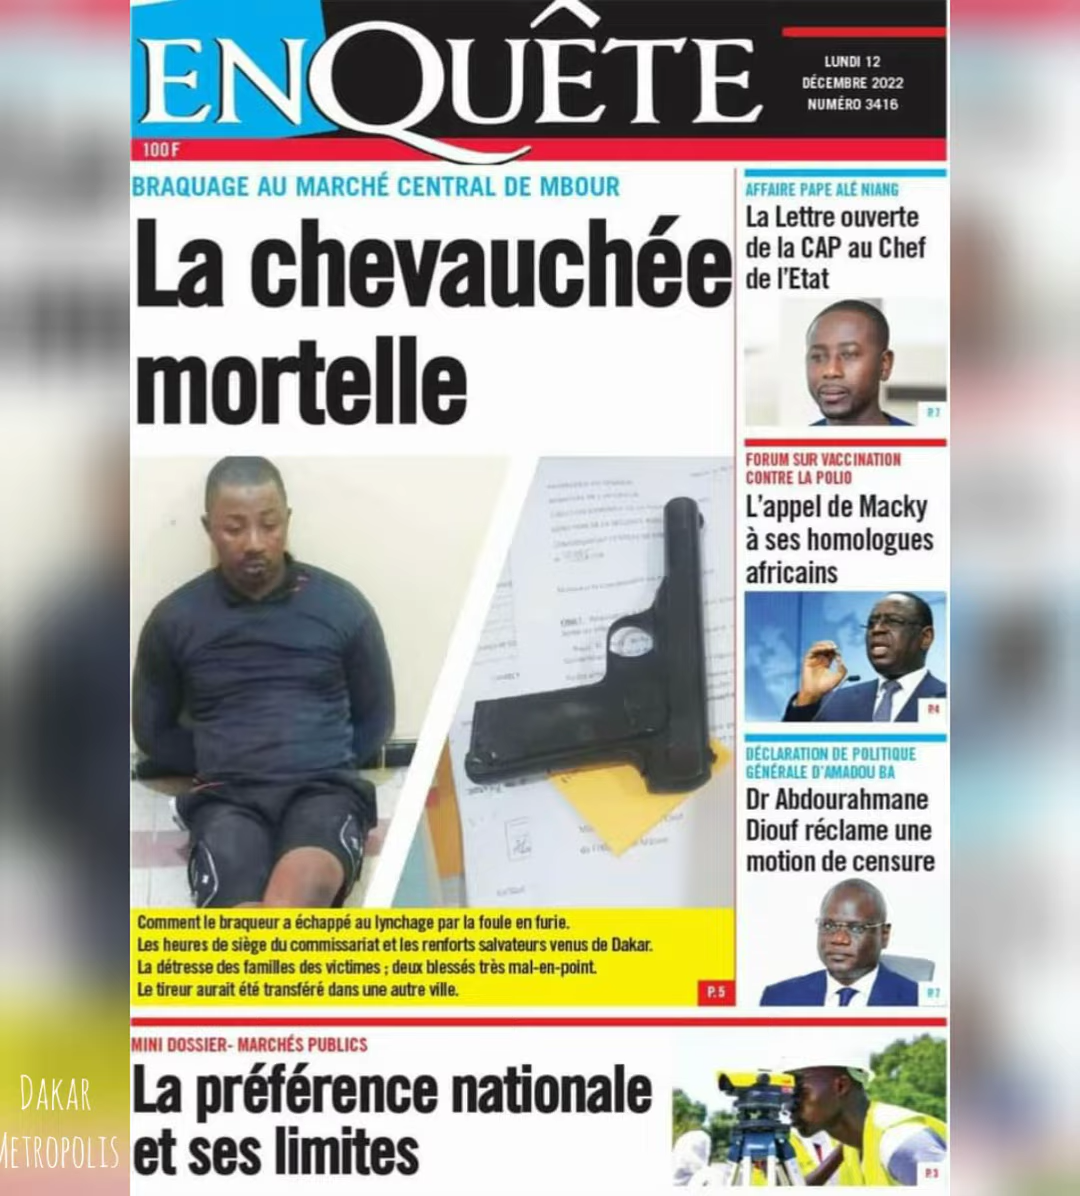 ENQUÊTE
LUNDI 12
DÉCEMBRE 2022
NUMÉRO 3416
100 F
BRAQUAGE AU MARCHÉ CENTRAL DE MBOUR
La chevauchée
mortelle
Comment le braqueur a échappé au lynchage par la foule en furie.
Les heures de siège du commissariat et les renforts salvateurs venus de Dakar.
La détresse des familles des victimes ; deux blessés très mal-en-point.
Le tireur aurait été transféré dans une autre ville.
P.5
AFFAIRE PAPE ALÉ NIANG
La Lettre ouverte
de la CAP au Chef
de l'Etat
P.7
FORUM SUR VACCINATION
CONTRE LA POLIO
L'appel de Macky
à ses homologues
africains
P.4
DÉCLARATION DE POLITIQUE
GÉNÉRALE D'AMADOU BA
Dr Abdourahmane
Diouf réclame une
motion de censure
P.7
MINI DOSSIER- MARCHÉS PUBLICS
La préférence nationale
et ses limites
P.3
DAKAR
METROPOLIS